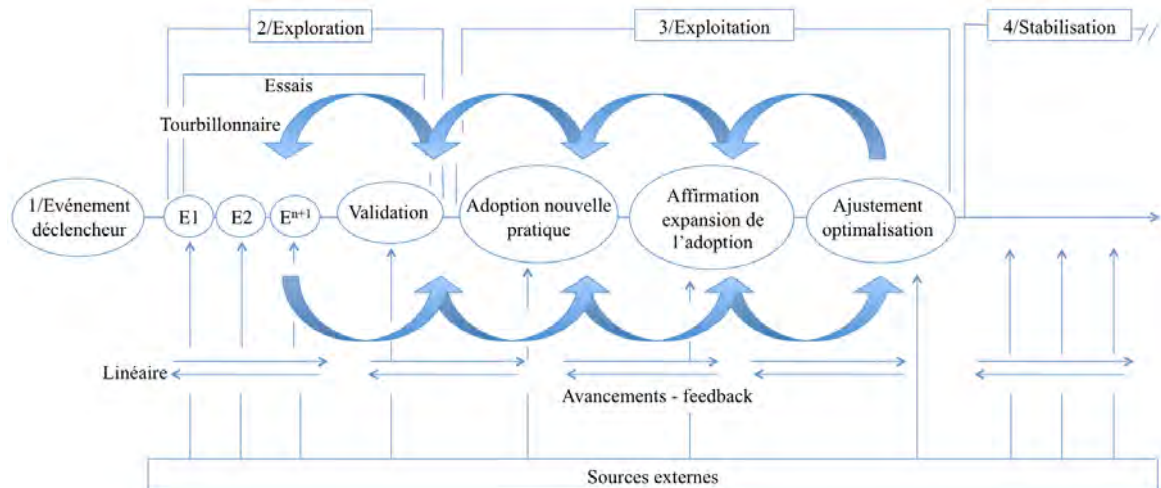 2/Exploration
3/Exploitation
4/Stabilisation
Essais
Tourbillonnaire
1/Evénement
déclencheur
E1
E2
Eⁿ⁺¹
Validation
Adoption nouvelle
pratique
Affirmation
expansion de
l’adoption
Ajustement
optimalisation
Linéaire
Avancements - feedback
Sources externes